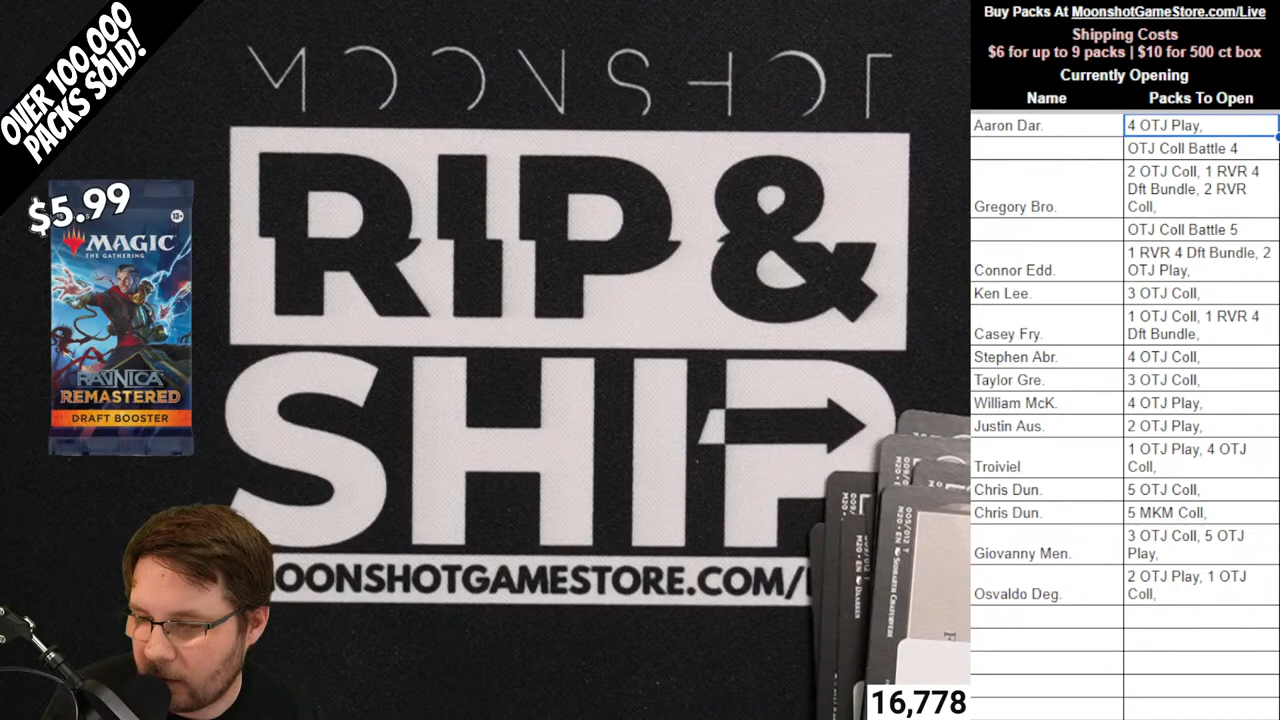 OVER 100,000
PACKS SOLD!
$5.99
13+
MAGIC
THE GATHERING
RAVNICA
REMASTERED
DRAFT BOOSTER
MOONSHOT
RIP &
SHIP
MOONSHOTGAMESTORE.COM/
16,778
Buy Packs At MoonshotGameStore.com/Live
Shipping Costs
$6 for up to 9 packs | $10 for 500 ct box
Currently Opening
Name Packs To Open
Aaron Dar. 4 OTJ Play,
OTJ Coll Battle 4
2 OTJ Coll, 1 RVR 4
Dft Bundle, 2 RVR
Gregory Bro. Coll,
OTJ Coll Battle 5
1 RVR 4 Dft Bundle, 2
Connor Edd. OTJ Play,
Ken Lee. 3 OTJ Coll,
1 OTJ Coll, 1 RVR 4
Casey Fry. Dft Bundle,
Stephen Abr. 4 OTJ Coll,
Taylor Gre. 3 OTJ Coll,
William McK. 4 OTJ Play,
Justin Aus. 2 OTJ Play,
1 OTJ Play, 4 OTJ
Troiviel Coll,
Chris Dun. 5 OTJ Coll,
Chris Dun. 5 MKM Coll,
3 OTJ Coll, 5 OTJ
Giovanny Men. Play,
2 OTJ Play, 1 OTJ
Osvaldo Deg. Coll,